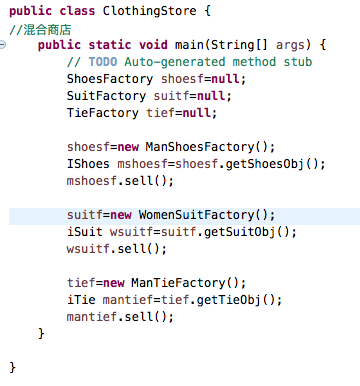 public class ClothingStore {
//混合商店
    public static void main(String[] args) {
        // TODO Auto-generated method stub
        ShoesFactory shoesf=null;
        SuitFactory suitf=null;
        TieFactory tief=null;

        shoesf=new ManShoesFactory();
        IShoes mshoesf=shoesf.getShoesObj();
        mshoesf.sell();

        suitf=new WomenSuitFactory();
        iSuit wsuitf=suitf.getSuitObj();
        wsuitf.sell();

        tief=new ManTieFactory();
        iTie mantief=tief.getTieObj();
        mantief.sell();
    }

}